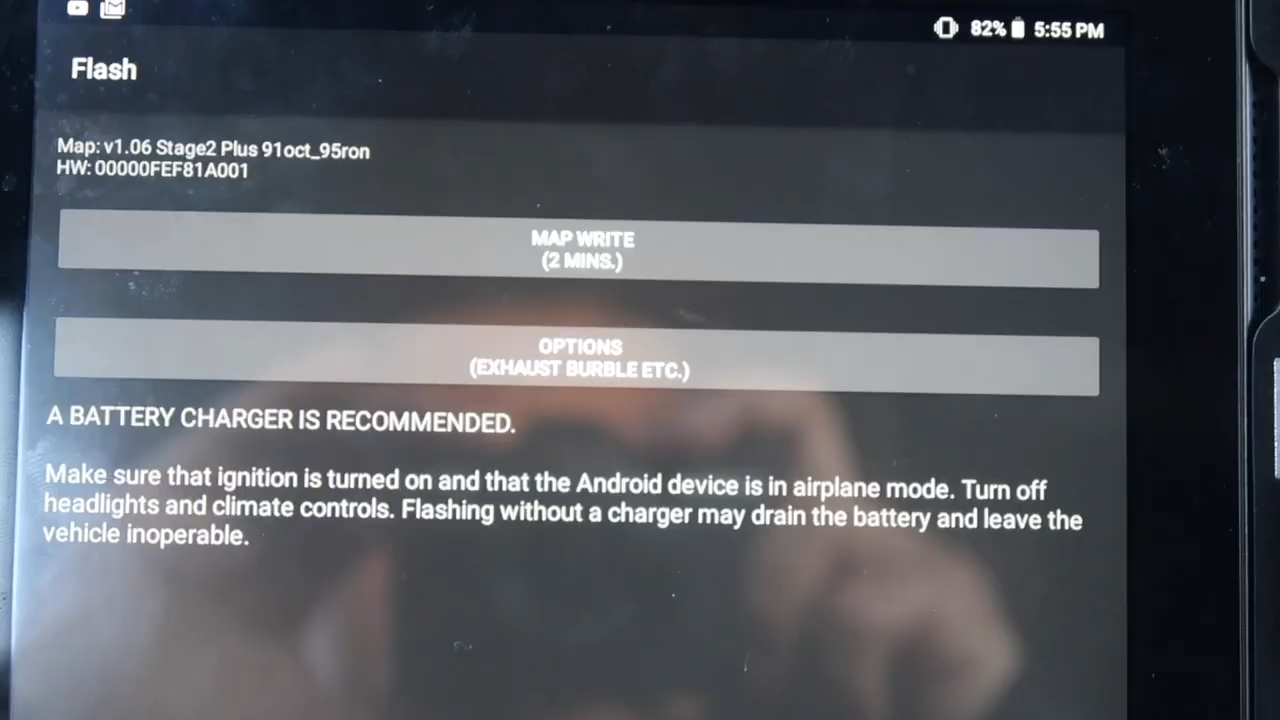 82% 5:55 PM
Flash
Map: v1.06 Stage2 Plus 91oct_95ron
HW: 00000FEF81A001
MAP WRITE
(2 MINS.)
OPTIONS
(EXHAUST BURBLE ETC.)
A BATTERY CHARGER IS RECOMMENDED.
Make sure that ignition is turned on and that the Android device is in airplane mode. Turn off
headlights and climate controls. Flashing without a charger may drain the battery and leave the
vehicle inoperable.